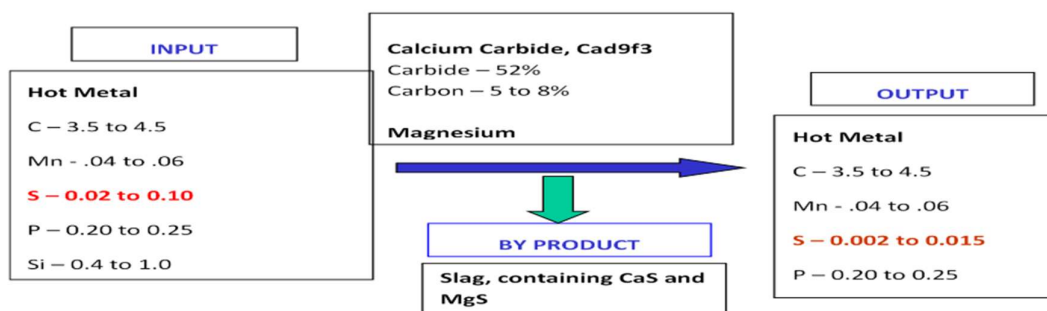 INPUT
Hot Metal
C – 3.5 to 4.5
Mn - .04 to .06
S – 0.02 to 0.10
P – 0.20 to 0.25
Si – 0.4 to 1.0
Calcium Carbide, Cad9f3
Carbide – 52%
Carbon – 5 to 8%
Magnesium
BY PRODUCT
Slag, containing CaS and
MgS
OUTPUT
Hot Metal
C – 3.5 to 4.5
Mn - .04 to .06
S – 0.002 to 0.015
P – 0.20 to 0.25